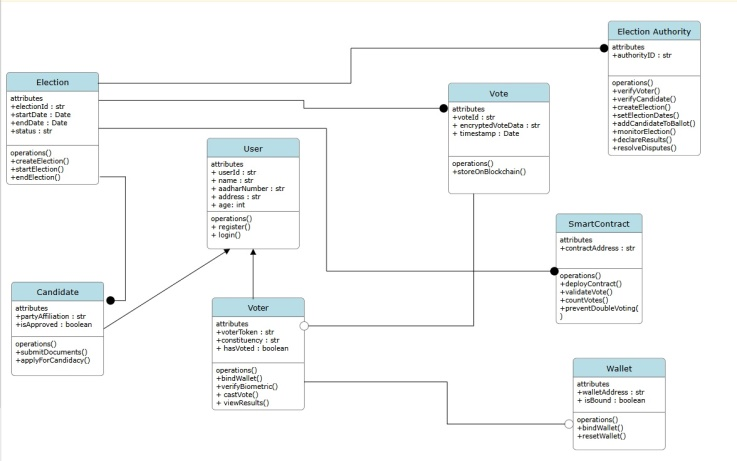 Election
attributes
+electionId : str
+startDate : Date
+endDate : Date
+status : str
operations()
+createElection()
+startElection()
+endElection()
User
attributes
+ userId : str
+ name : str
+ aadharNumber : str
+ address : str
+ age: int
operations()
+ register()
+ login()
Vote
attributes
+voteId : str
+ encryptedVoteData : str
+ timestamp : Date
operations()
+storeOnBlockchain()
Election Authority
attributes
+authorityID : str
operations()
+verifyVoter()
+verifyCandidate()
+createElection()
+setElectionDates()
+addCandidateToBallot()
+monitorElection()
+declareResults()
+resolveDisputes()
SmartContract
attributes
+contractAddress : str
operations()
+deployContract()
+validateVote()
+countVotes()
+preventDoubleVoting(
)
Candidate
attributes
+partyAffiliation : str
+isApproved : boolean
operations()
+submitDocuments()
+applyForCandidacy()
Voter
attributes
+voterToken : str
+constituency : str
+ hasVoted : boolean
operations()
+bindWallet()
+verifyBiometric()
+ castVote()
+ viewResults()
Wallet
attributes
+walletAddress : str
+ isBound : boolean
operations()
+bindWallet()
+resetWallet()